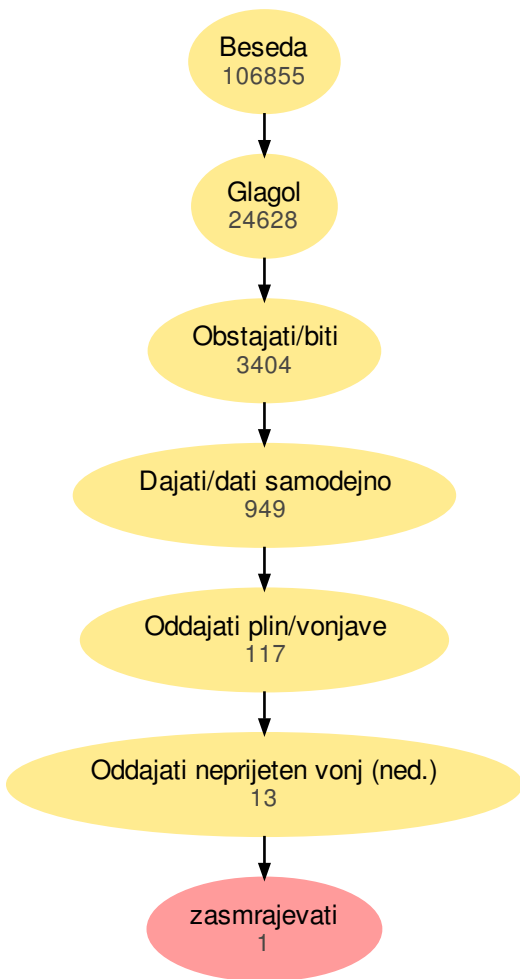 Beseda
106855
Glagol
24628
Obstajati/biti
3404
Dajati/dati samodejno
949
Oddajati plin/vonjave
117
Oddajati neprijeten vonj (ned.)
13
zasmrajevati
1